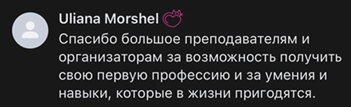 Uliana Morshel
Спасибо большое преподавателям и
организаторам за возможность получить
свою первую профессию и за умения и
навыки, которые в жизни пригодятся.